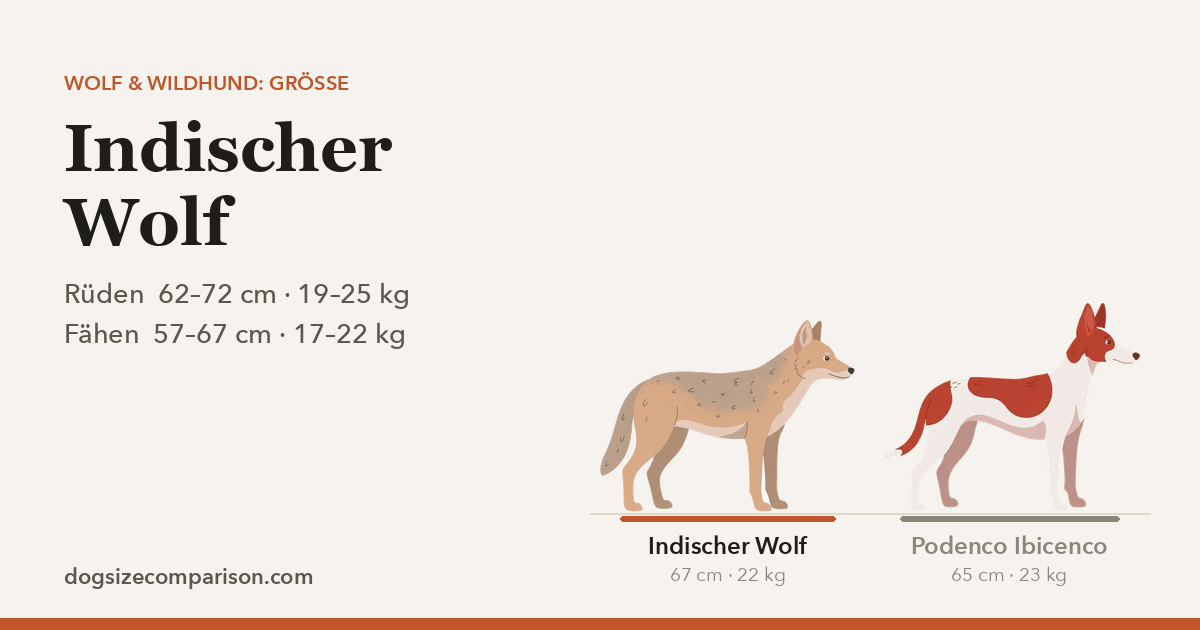 WOLF & WILDHUND: GRÖSSE
Indischer
Wolf
Rüden 62–72 cm · 19–25 kg
Fähen 57–67 cm · 17–22 kg
Indischer Wolf
67 cm · 22 kg
Podenco Ibicenco
65 cm · 23 kg
dogsizecomparison.com